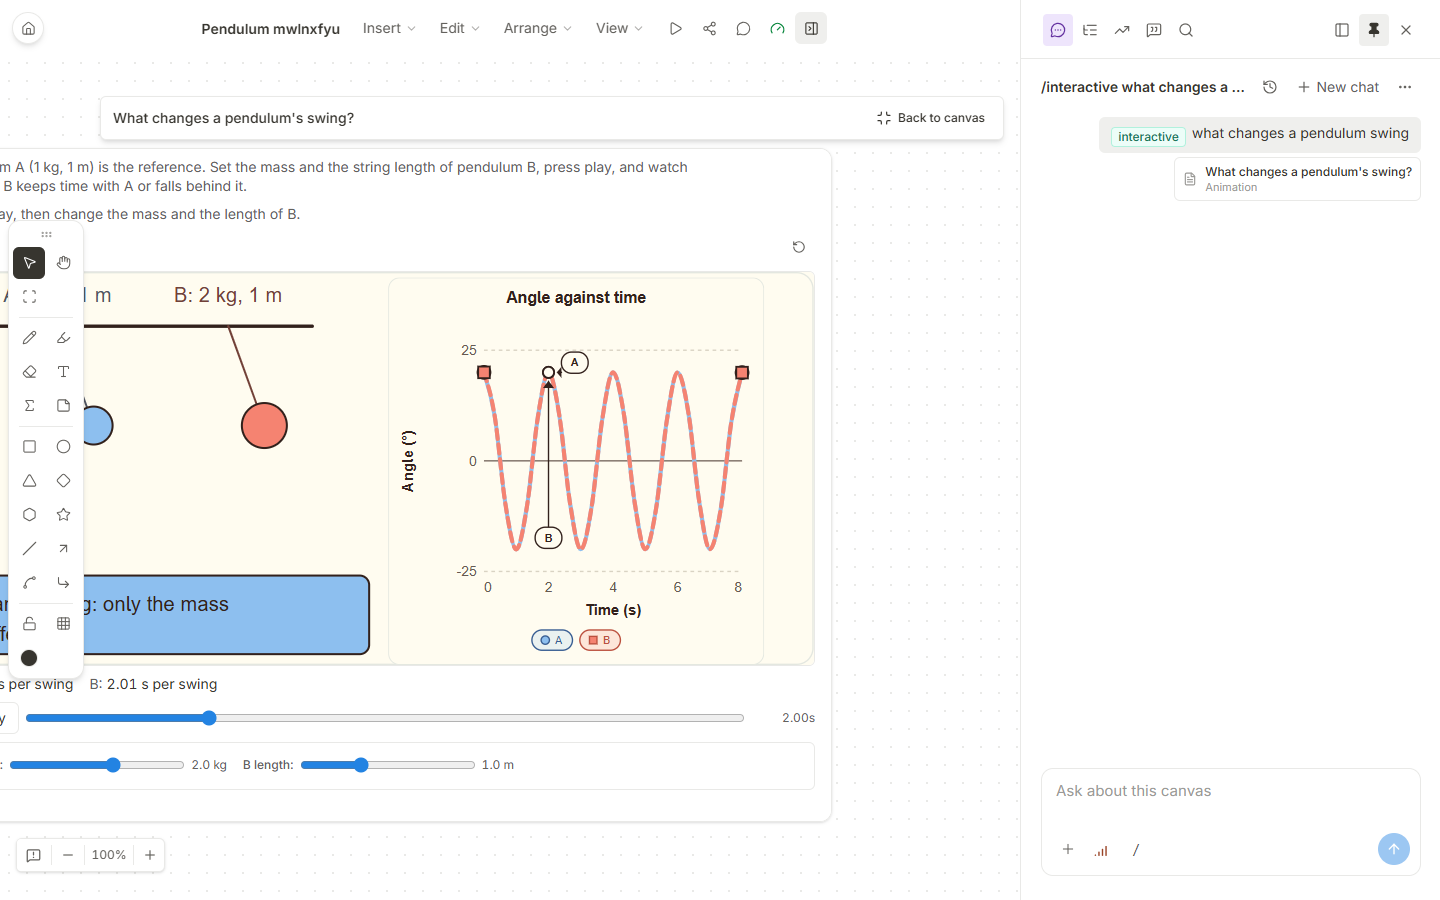 Pendulum mwlnxfyu
Insert
Edit
Arrange
View
What changes a pendulum's swing?
Back to canvas
m A (1 kg, 1 m) is the reference. Set the mass and the string length of pendulum B, press play, and watch
B keeps time with A or falls behind it.
ay, then change the mass and the length of B.
1 m
B: 2 kg, 1 m
Angle against time
25
0
-25
Angle (°)
A
B
0 2 4 6 8
Time (s)
A
B
g: only the mass
s per swing B: 2.01 s per swing
y
2.00s
: 2.0 kg B length: 1.0 m
100%
/interactive what changes a ...
New chat
interactive what changes a pendulum swing
What changes a pendulum's swing?
Animation
Ask about this canvas
/